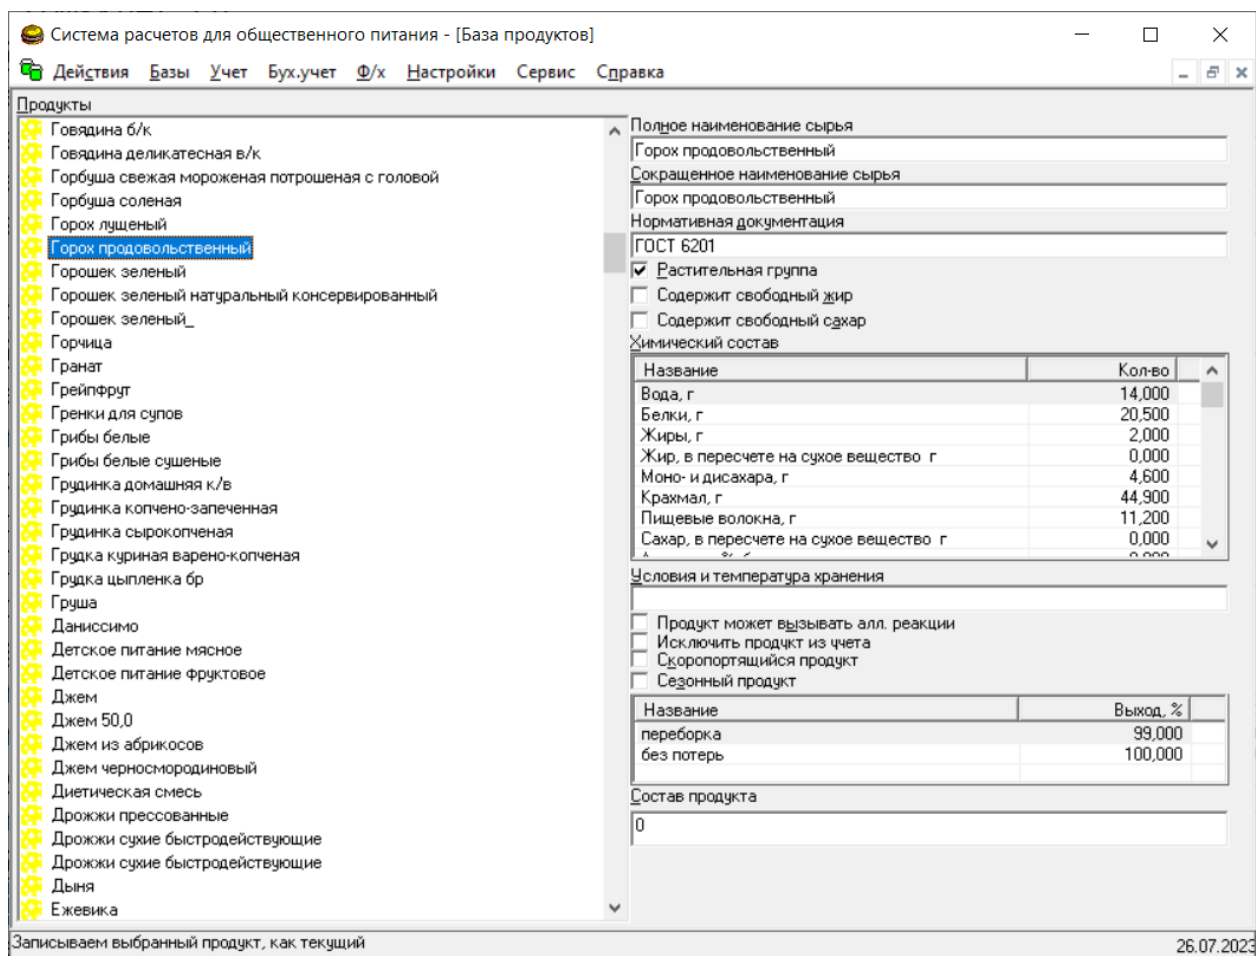 Система расчетов для общественного питания - [База продуктов]
Действия Базы Учет Бух.учет Ф/х Настройки Сервис Справка
Продукты
Говядина б/к
Говядина деликатесная в/к
Горбуша свежая мороженая потрошеная с головой
Горбуша соленая
Горох лущеный
Горох продовольственный
Горошек зеленый
Горошек зеленый натуральный консервированный
Горошек зеленый_
Горчица
Гранат
Грейпфрут
Гренки для супов
Грибы белые
Грибы белые сушеные
Грудинка домашняя к/в
Грудинка копчено-запеченная
Грудинка сырокопченая
Грудка куриная варено-копченая
Грудка цыпленка бр
Груша
Даниссимо
Детское питание мясное
Детское питание фруктовое
Джем
Джем 50,0
Джем из абрикосов
Джем черносмородиновый
Диетическая смесь
Дрожжи прессованные
Дрожжи сухие быстродействующие
Дрожжи сухие быстродействующие
Дыня
Ежевика
Полное наименование сырья
Горох продовольственный
Сокращенное наименование сырья
Горох продовольственный
Нормативная документация
ГОСТ 6201
Растительная группа
Содержит свободный жир
Содержит свободный сахар
Химический состав
Название Кол-во
Вода, г 14,000
Белки, г 20,500
Жиры, г 2,000
Жир, в пересчете на сухое вещество г 0,000
Моно- и дисахара, г 4,600
Крахмал, г 44,900
Пищевые волокна, г 11,200
Сахар, в пересчете на сухое вещество г 0,000
Условия и температура хранения
Продукт может вызывать алл. реакции
Исключить продукт из учета
Скоропортящийся продукт
Сезонный продукт
Название Выход, %
переборка 99,000
без потерь 100,000
Состав продукта
0
Записываем выбранный продукт, как текущий
26.07.2023